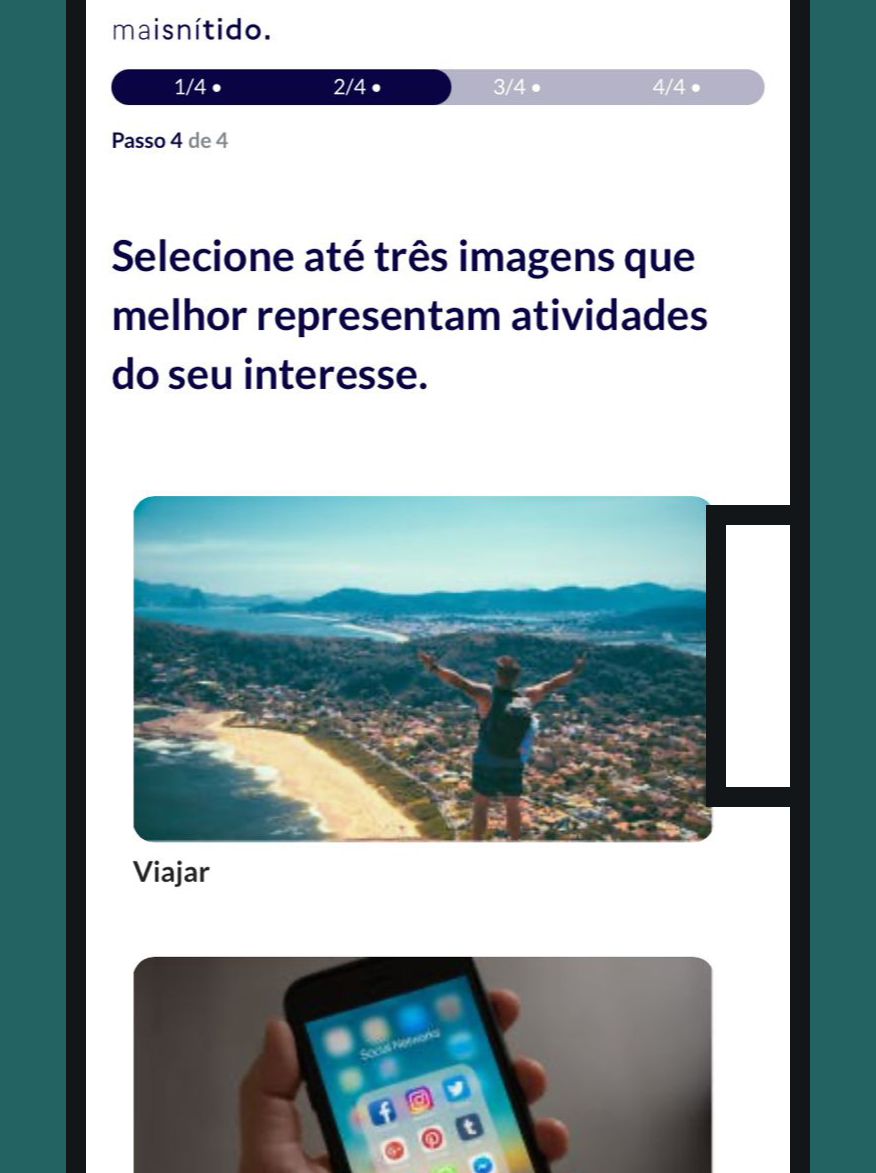 maisnítido.
1/4 • 2/4 • 3/4 • 4/4 •
Passo 4 de 4
Selecione até três imagens que
melhor representam atividades
do seu interesse.
Viajar
Social Networks